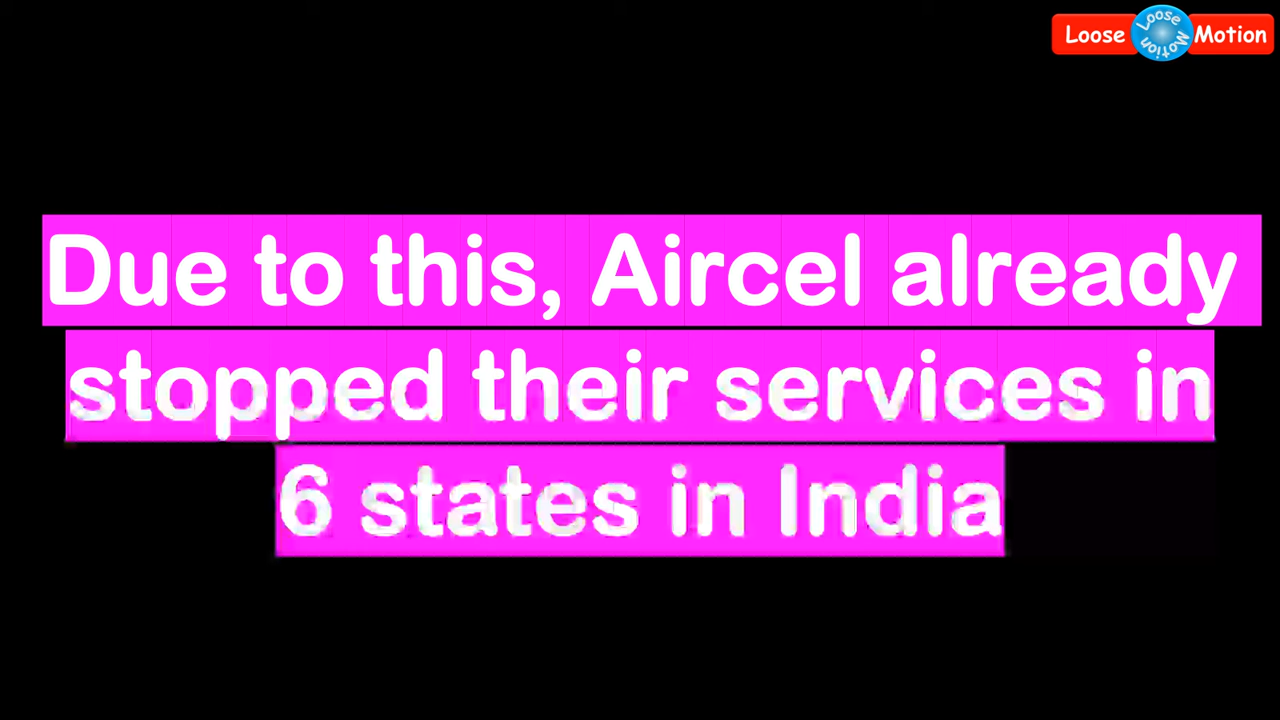 Loose Loose Motion Motion
Due to this, Aircel already
stopped their services in
6 states in India